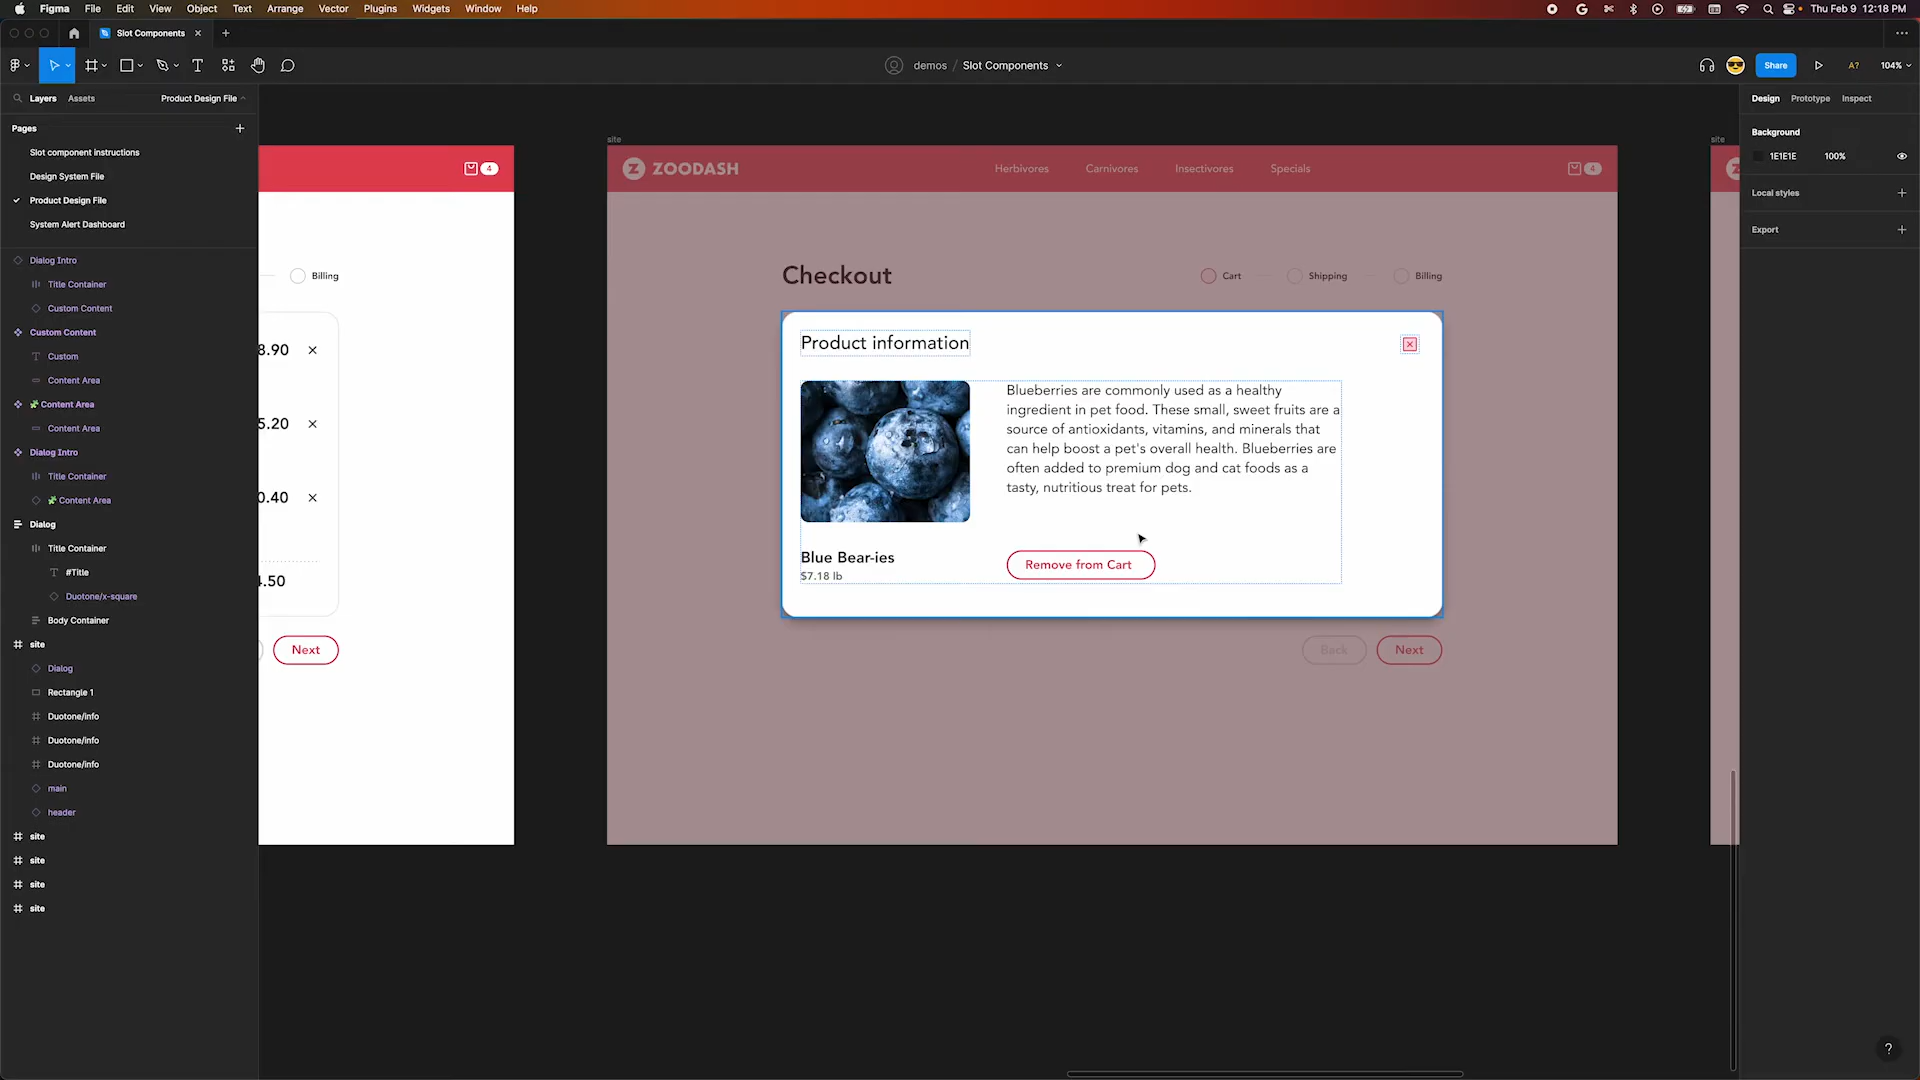 Figma File Edit View Object Text Arrange Vector Plugins Widgets Window Help
Thu Feb 9 12:18 PM
Slot Components
demos / Slot Components
Share
A?
104%
Layers
Assets
Product Design File
Design
Prototype
Inspect
Pages
Slot component instructions
Design System File
Product Design File
System Alert Dashboard
Background
1E1E1E
100%
Local styles
Export
Dialog Intro
Title Container
Custom Content
Custom Content
Custom
Content Area
Content Area
Content Area
Dialog Intro
Title Container
Content Area
Dialog
Title Container
#Title
Duotone/x-square
Body Container
site
Dialog
Rectangle 1
Duotone/info
Duotone/info
Duotone/info
main
header
site
site
site
site
4
Billing
8.90
5.20
0.40
.50
Next
site
ZOODASH
Herbivores
Carnivores
Insectivores
Specials
4
Checkout
Cart
Shipping
Billing
Product information
Blueberries are commonly used as a healthy
ingredient in pet food. These small, sweet fruits are a
source of antioxidants, vitamins, and minerals that
can help boost a pet's overall health. Blueberries are
often added to premium dog and cat foods as a
tasty, nutritious treat for pets.
Blue Bear-ies
$7.18 lb
Remove from Cart
Back
Next
site
Z
?